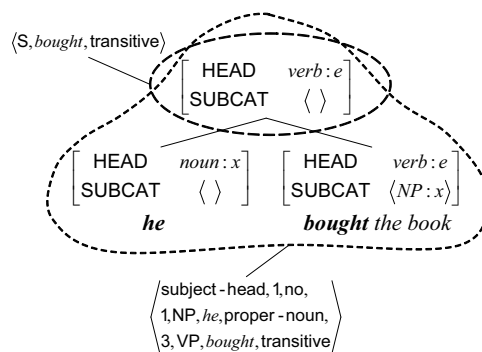 ⟨S, bought, transitive⟩
HEAD verb : e
SUBCAT ⟨ ⟩
HEAD noun : x HEAD verb : e
SUBCAT ⟨ ⟩ SUBCAT ⟨NP : x⟩
he bought the book
subject - head, 1, no,
1, NP, he, proper - noun,
3, VP, bought, transitive